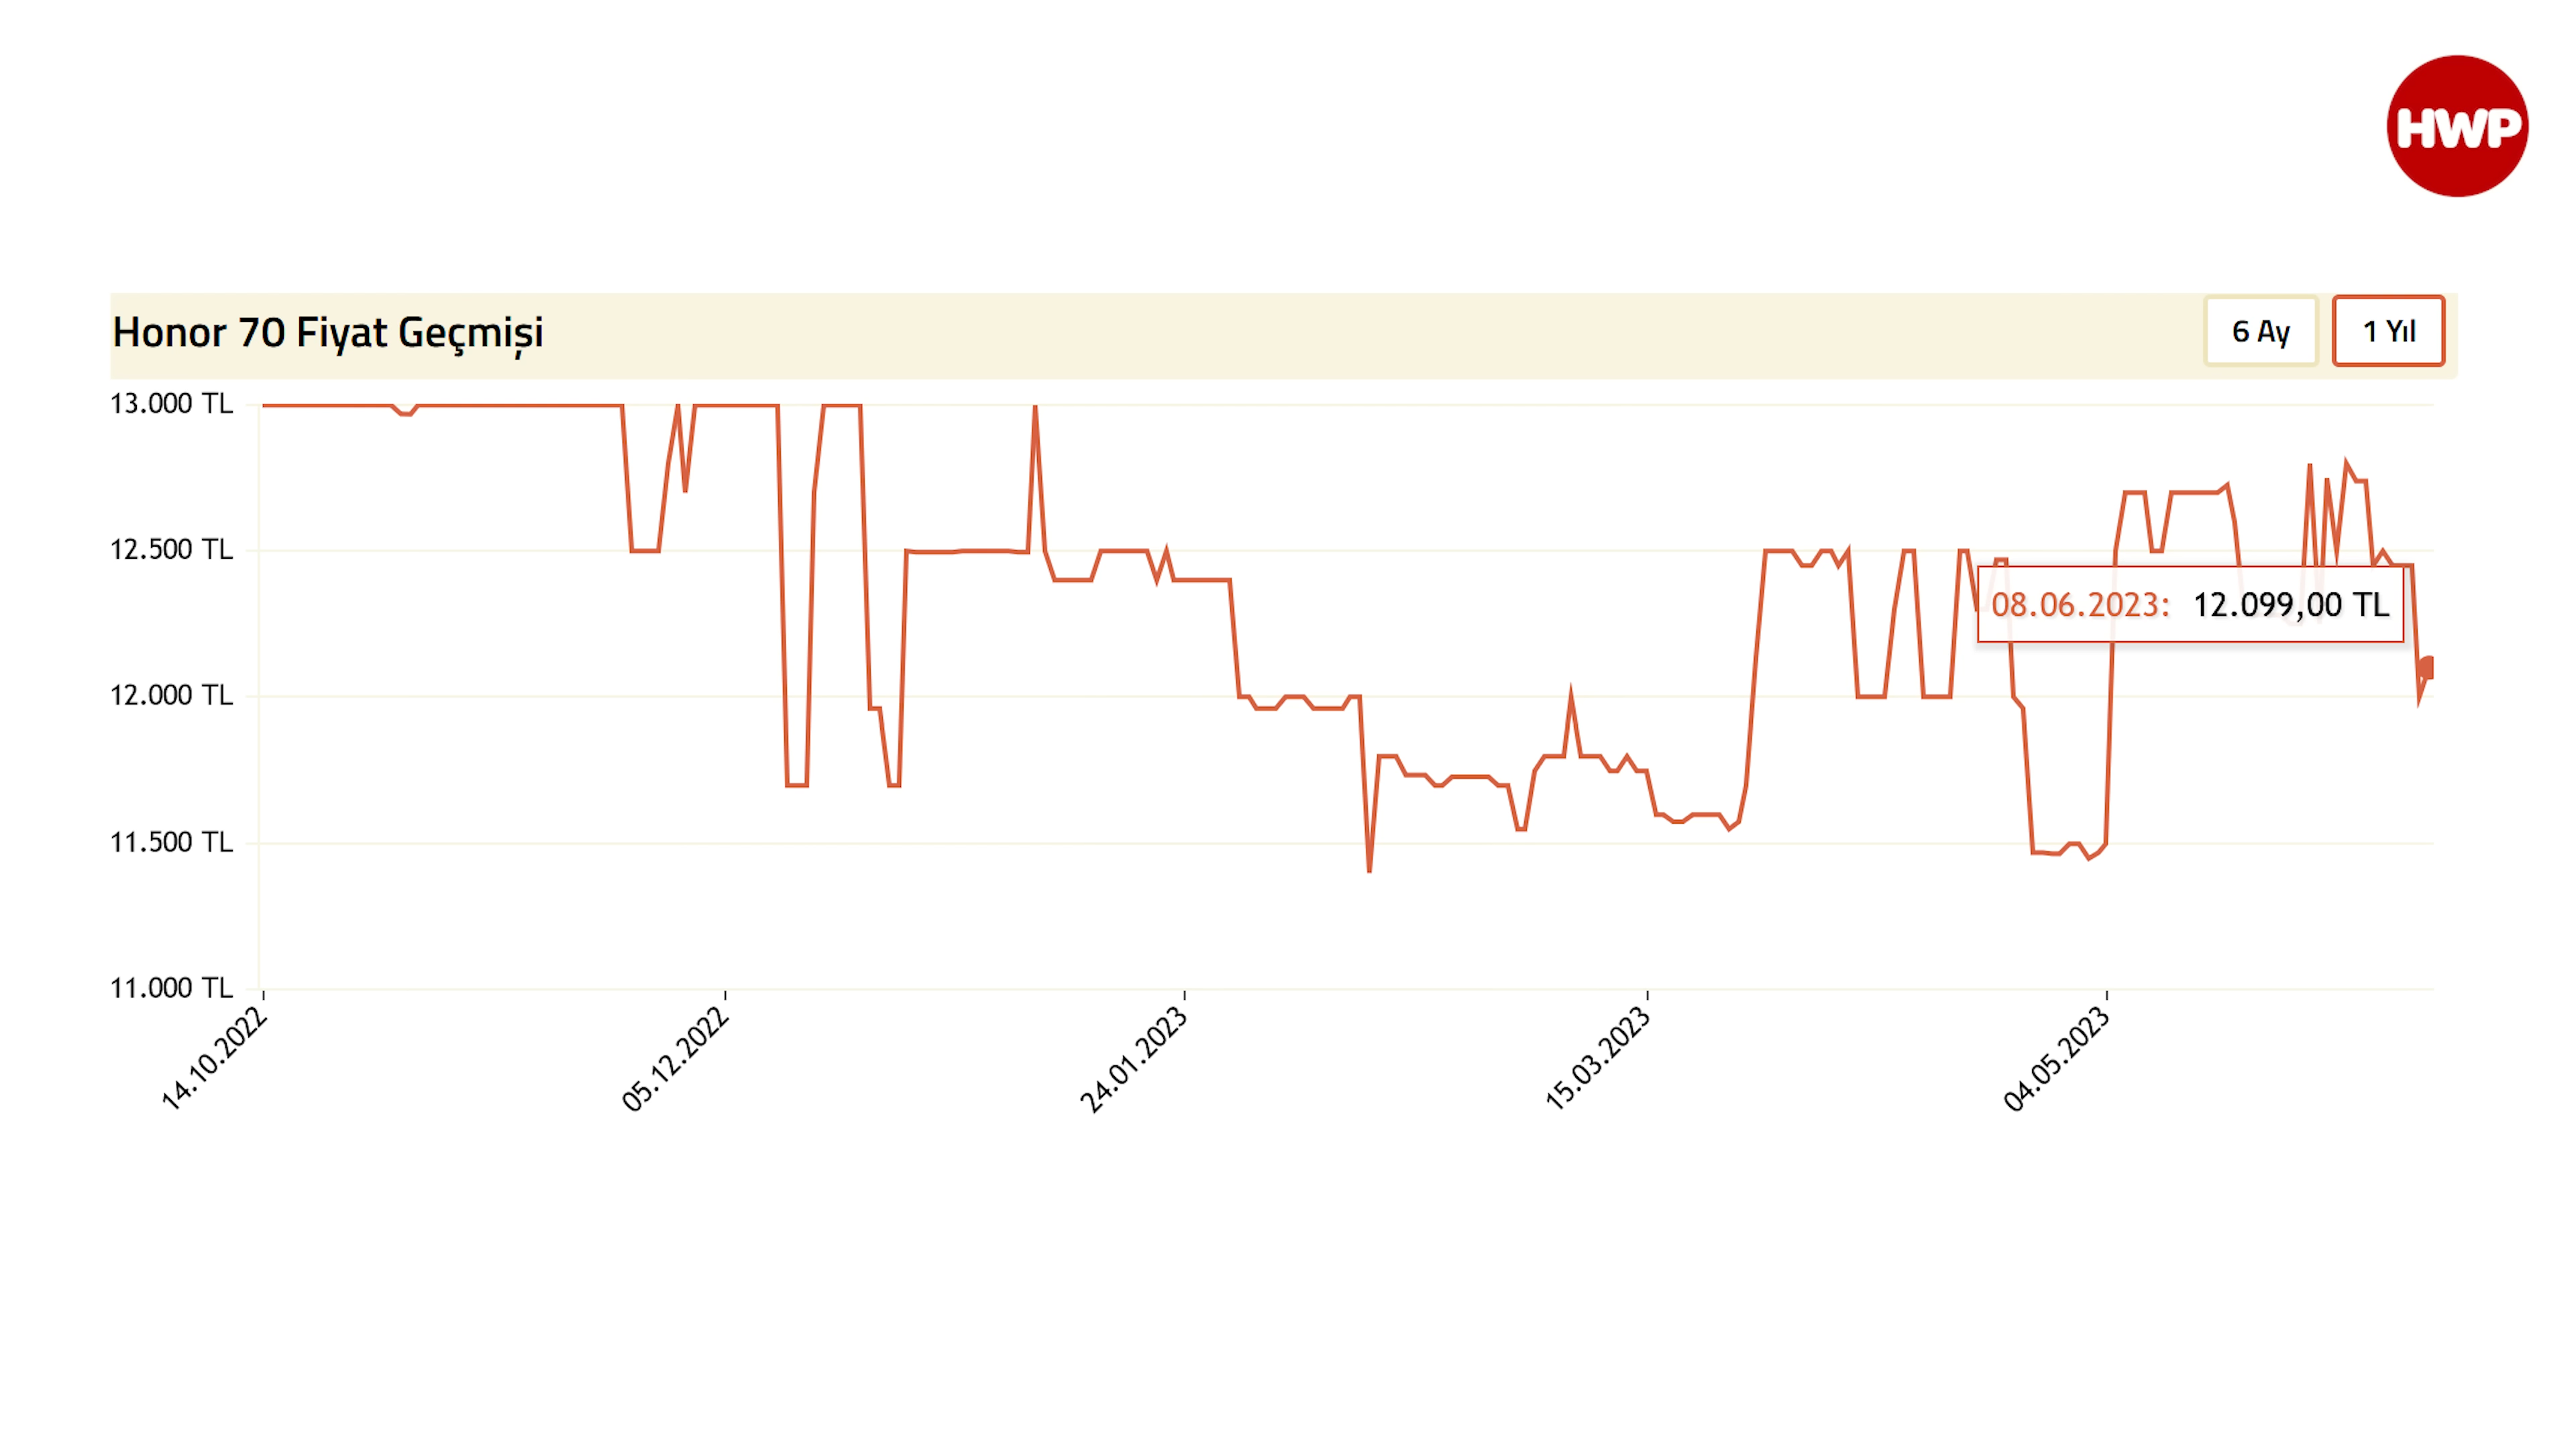 HWP
Honor 70 Fiyat Geçmişi
6 Ay
1 Yıl
13.000 TL
12.500 TL
08.06.2023: 12.099,00 TL
12.000 TL
11.500 TL
11.000 TL
14.10.2022
05.12.2022
24.01.2023
15.03.2023
04.05.2023